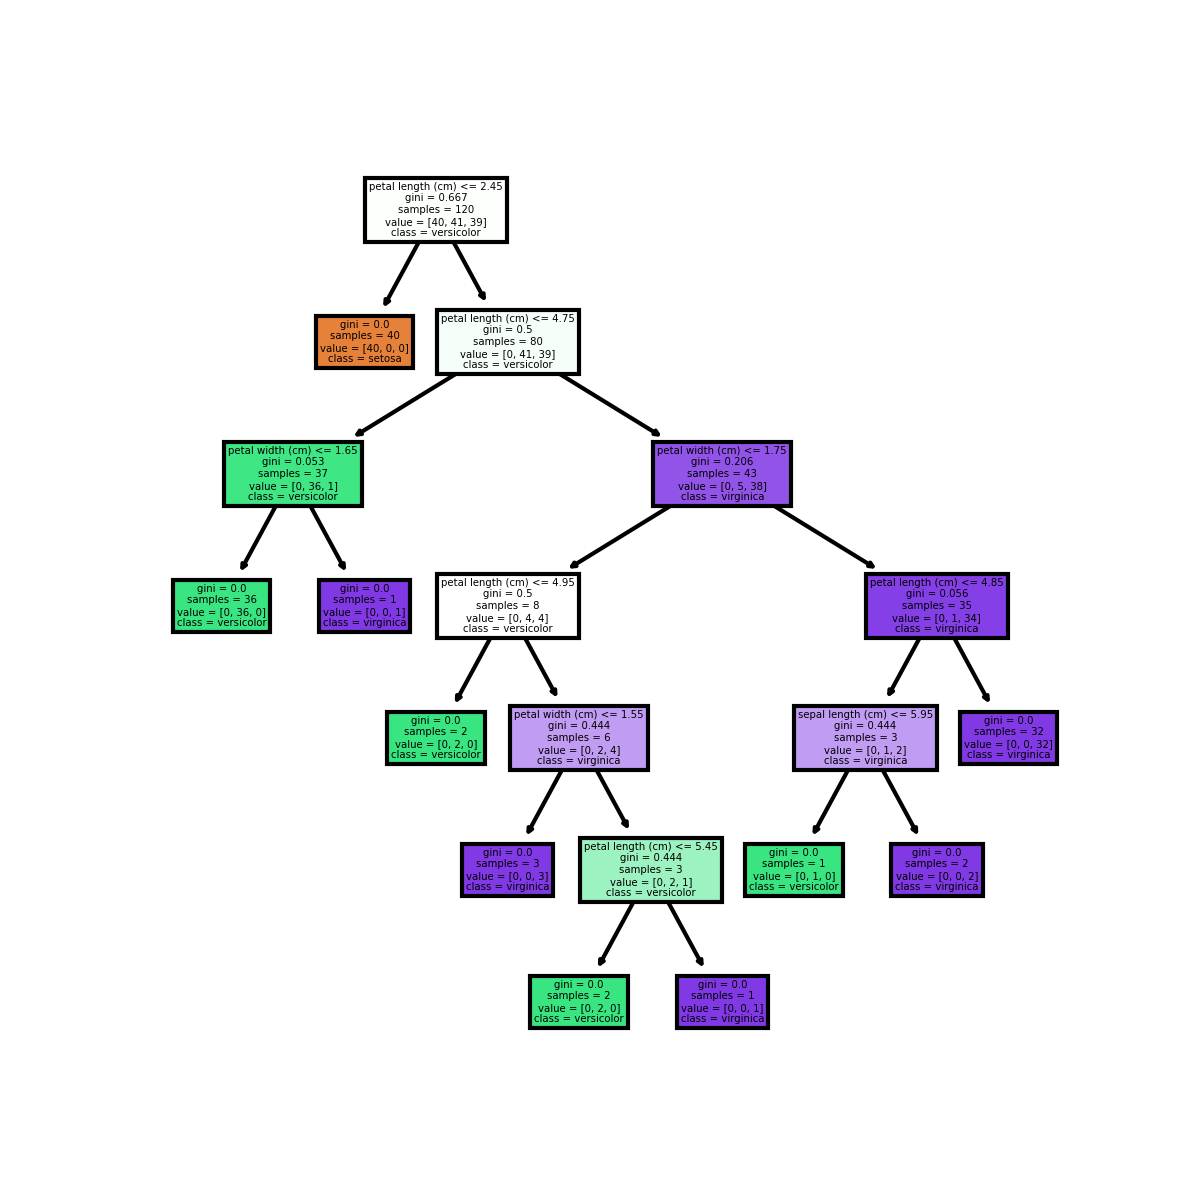 petal length (cm) <= 2.45
gini = 0.667
samples = 120
value = [40, 41, 39]
class = versicolor
gini = 0.0
samples = 40
value = [40, 0, 0]
class = setosa
petal length (cm) <= 4.75
gini = 0.5
samples = 80
value = [0, 41, 39]
class = versicolor
petal width (cm) <= 1.65
gini = 0.053
samples = 37
value = [0, 36, 1]
class = versicolor
petal width (cm) <= 1.75
gini = 0.206
samples = 43
value = [0, 5, 38]
class = virginica
gini = 0.0
samples = 36
value = [0, 36, 0]
class = versicolor
gini = 0.0
samples = 1
value = [0, 0, 1]
class = virginica
petal length (cm) <= 4.95
gini = 0.5
samples = 8
value = [0, 4, 4]
class = versicolor
petal length (cm) <= 4.85
gini = 0.056
samples = 35
value = [0, 1, 34]
class = virginica
gini = 0.0
samples = 2
value = [0, 2, 0]
class = versicolor
petal width (cm) <= 1.55
gini = 0.444
samples = 6
value = [0, 2, 4]
class = virginica
sepal length (cm) <= 5.95
gini = 0.444
samples = 3
value = [0, 1, 2]
class = virginica
gini = 0.0
samples = 32
value = [0, 0, 32]
class = virginica
gini = 0.0
samples = 3
value = [0, 0, 3]
class = virginica
petal length (cm) <= 5.45
gini = 0.444
samples = 3
value = [0, 2, 1]
class = versicolor
gini = 0.0
samples = 1
value = [0, 1, 0]
class = versicolor
gini = 0.0
samples = 2
value = [0, 0, 2]
class = virginica
gini = 0.0
samples = 2
value = [0, 2, 0]
class = versicolor
gini = 0.0
samples = 1
value = [0, 0, 1]
class = virginica